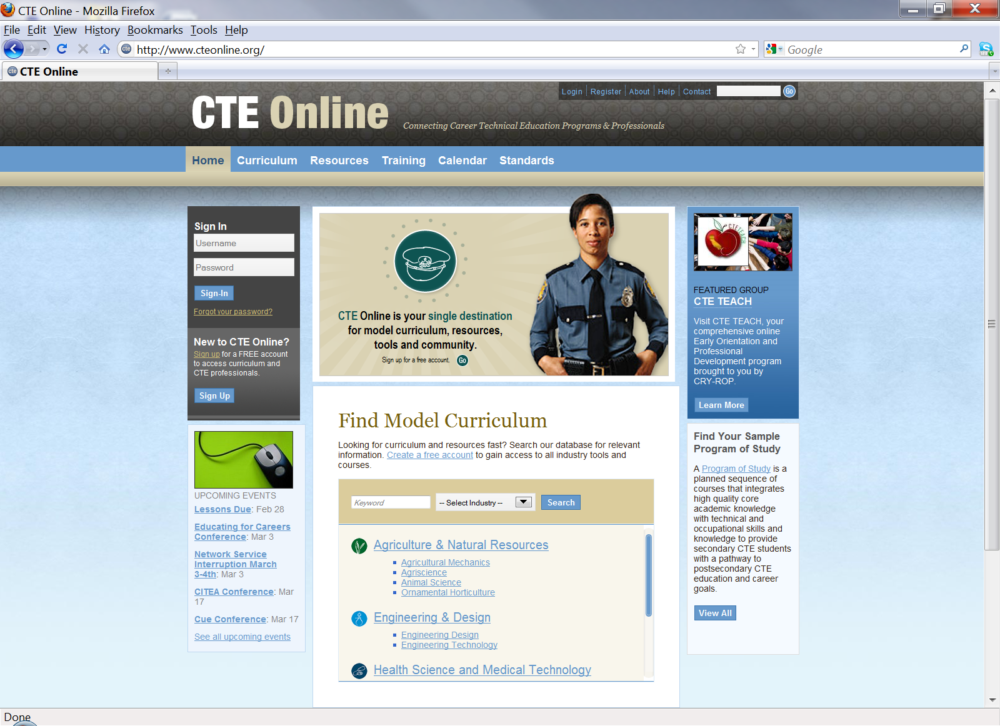 CTE Online - Mozilla Firefox
File Edit View History Bookmarks Tools Help
cte http://www.cteonline.org/
Google
cte CTE Online
Login Register About Help Contact Go
CTE Online
Connecting Career Technical Education Programs & Professionals
Home Curriculum Resources Training Calendar Standards
Sign In
Username
Password
Sign-In
Forgot your password?
New to CTE Online?
Sign up for a FREE account
to access curriculum and
CTE professionals.
Sign Up
UPCOMING EVENTS
Lessons Due: Feb 28
Educating for Careers
Conference: Mar 3
Network Service
Interruption March
3-4th: Mar 3
CITEA Conference: Mar
17
Cue Conference: Mar 17
See all upcoming events
CTE Online is your single destination
for model curriculum, resources,
tools and community.
Sign up for a free account. Go
Find Model Curriculum
Looking for curriculum and resources fast? Search our database for relevant
information. Create a free account to gain access to all industry tools and
courses.
Keyword -- Select Industry -- Search
Agriculture & Natural Resources
Agricultural Mechanics
Agriscience
Animal Science
Ornamental Horticulture
Engineering & Design
Engineering Design
Engineering Technology
Health Science and Medical Technology
CTE TEACH
FEATURED GROUP
CTE TEACH
Visit CTE TEACH, your
comprehensive online
Early Orientation and
Professional
Development program
brought to you by
CRY-ROP.
Learn More
Find Your Sample
Program of Study
A Program of Study is a
planned sequence of
courses that integrates
high quality core
academic knowledge
with technical and
occupational skills and
knowledge to provide
secondary CTE students
with a pathway to
postsecondary CTE
education and career
goals.
View All
Done